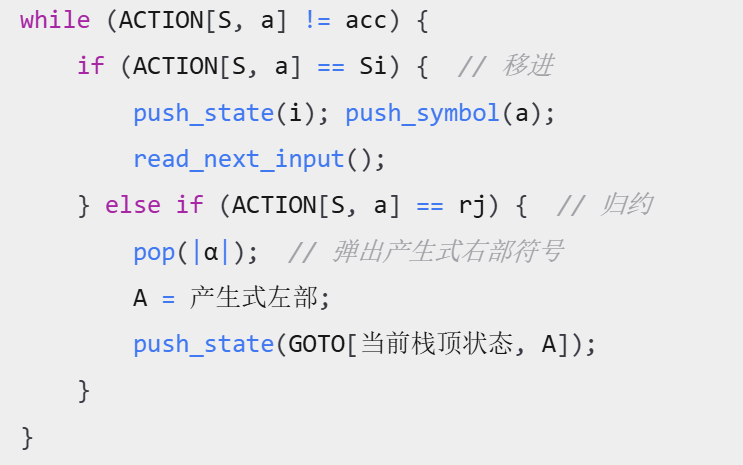 while (ACTION[S, a] != acc) {
    if (ACTION[S, a] == Si) {  // 移进
        push_state(i); push_symbol(a);
        read_next_input();
    } else if (ACTION[S, a] == rj) {  // 归约
        pop(|α|);  // 弹出产生式右部符号
        A = 产生式左部;
        push_state(GOTO[当前栈顶状态, A]);
    }
}